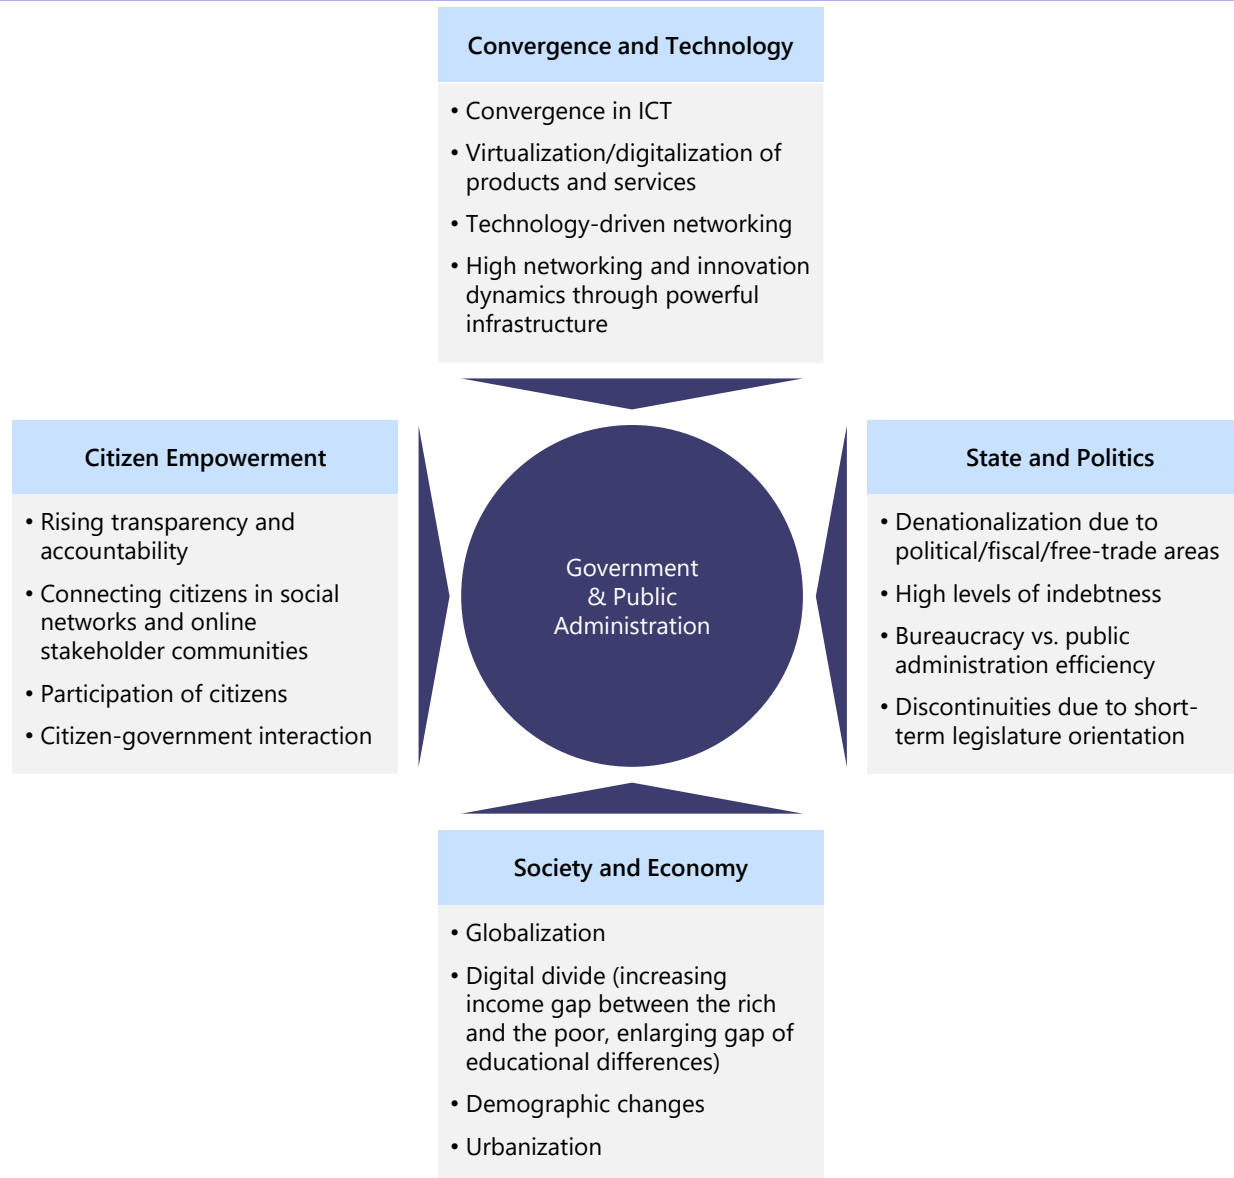 Convergence and Technology
• Convergence in ICT
• Virtualization/digitalization of
products and services
• Technology-driven networking
• High networking and innovation
dynamics through powerful
infrastructure
Citizen Empowerment
• Rising transparency and
accountability
• Connecting citizens in social
networks and online
stakeholder communities
• Participation of citizens
• Citizen-government interaction
Government
& Public
Administration
State and Politics
• Denationalization due to
political/fiscal/free-trade areas
• High levels of indebtness
• Bureaucracy vs. public
administration efficiency
• Discontinuities due to short-
term legislature orientation
Society and Economy
• Globalization
• Digital divide (increasing
income gap between the rich
and the poor, enlarging gap of
educational differences)
• Demographic changes
• Urbanization